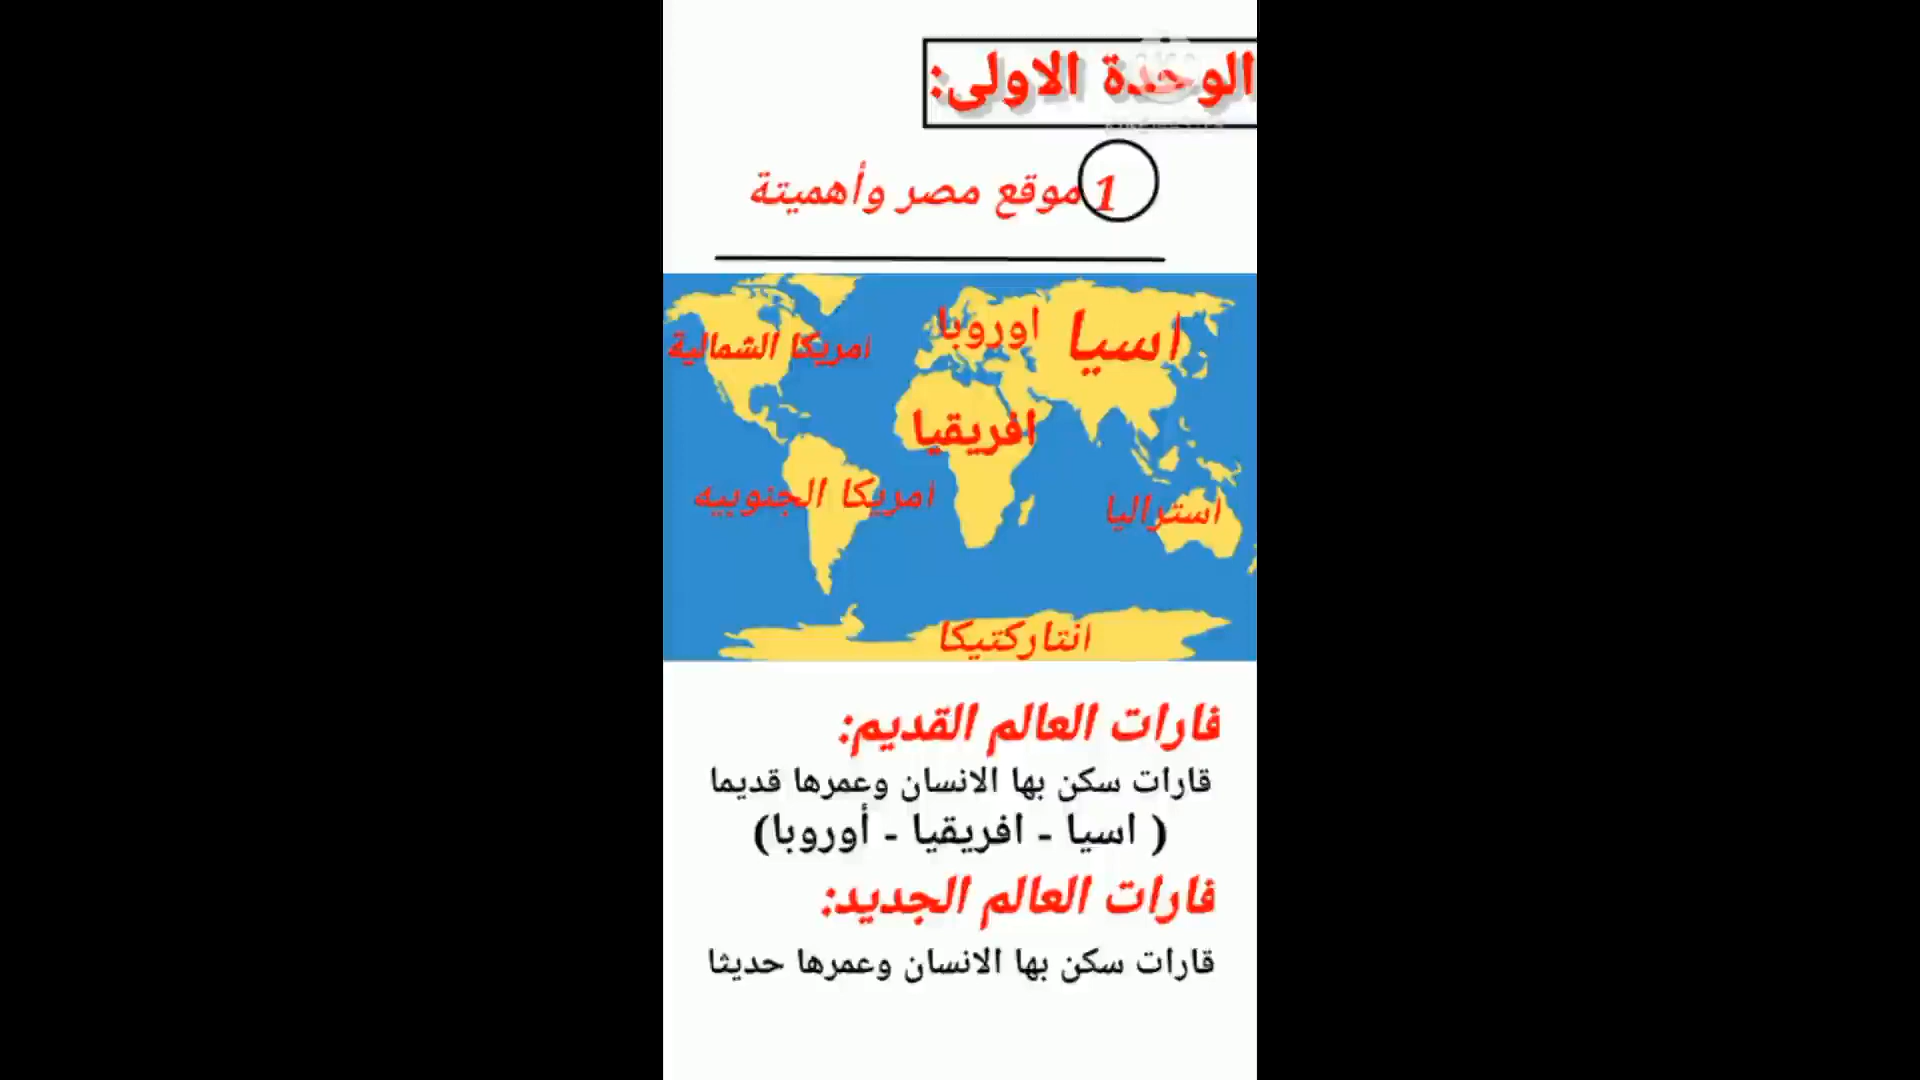 الوحدة الاولى:
1 موقع مصر وأهميتة
اوروبا
اسيا
امريكا الشمالية
افريقيا
امريكا الجنوبيه
استراليا
انتاركتيكا
قارات العالم القديم:
قارات سكن بها الانسان وعمرها قديما
( اسيا - افريقيا - أوروبا)
قارات العالم الجديد:
قارات سكن بها الانسان وعمرها حديثا